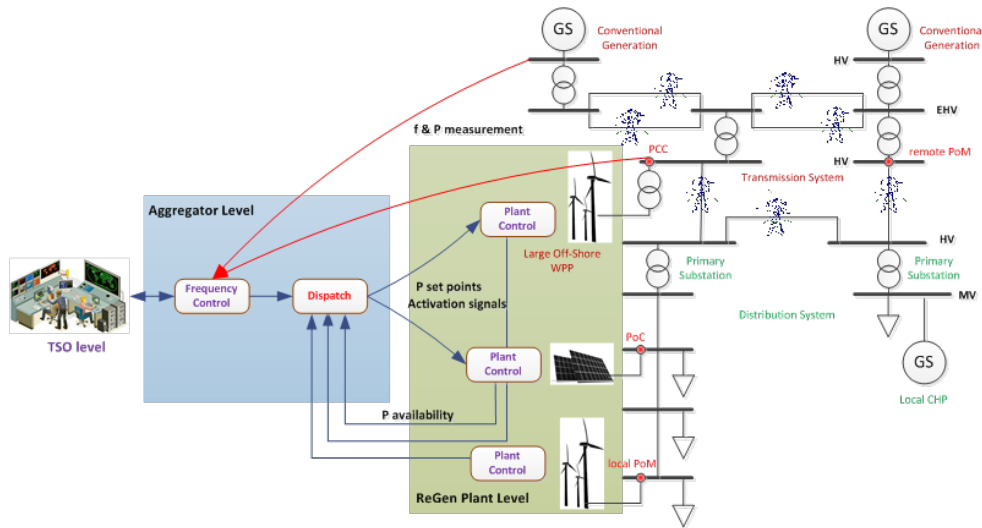 GS
Conventional
Generation
GS
Conventiona
Generation
HV
EHV
f & P measurement
PCC
HV
remote PoM
Transmission System
Aggregator Level
Plant
Control
Large Off-Shore
WPP
HV
Primary
Substation
Primary
Substation
Frequency
Control
Dispatch
P set points
Activation signals
MV
Distribution System
TSO level
PoC
Plant
Control
GS
Local CHP
P availability
Plant
Control
local PoM
ReGen Plant Level